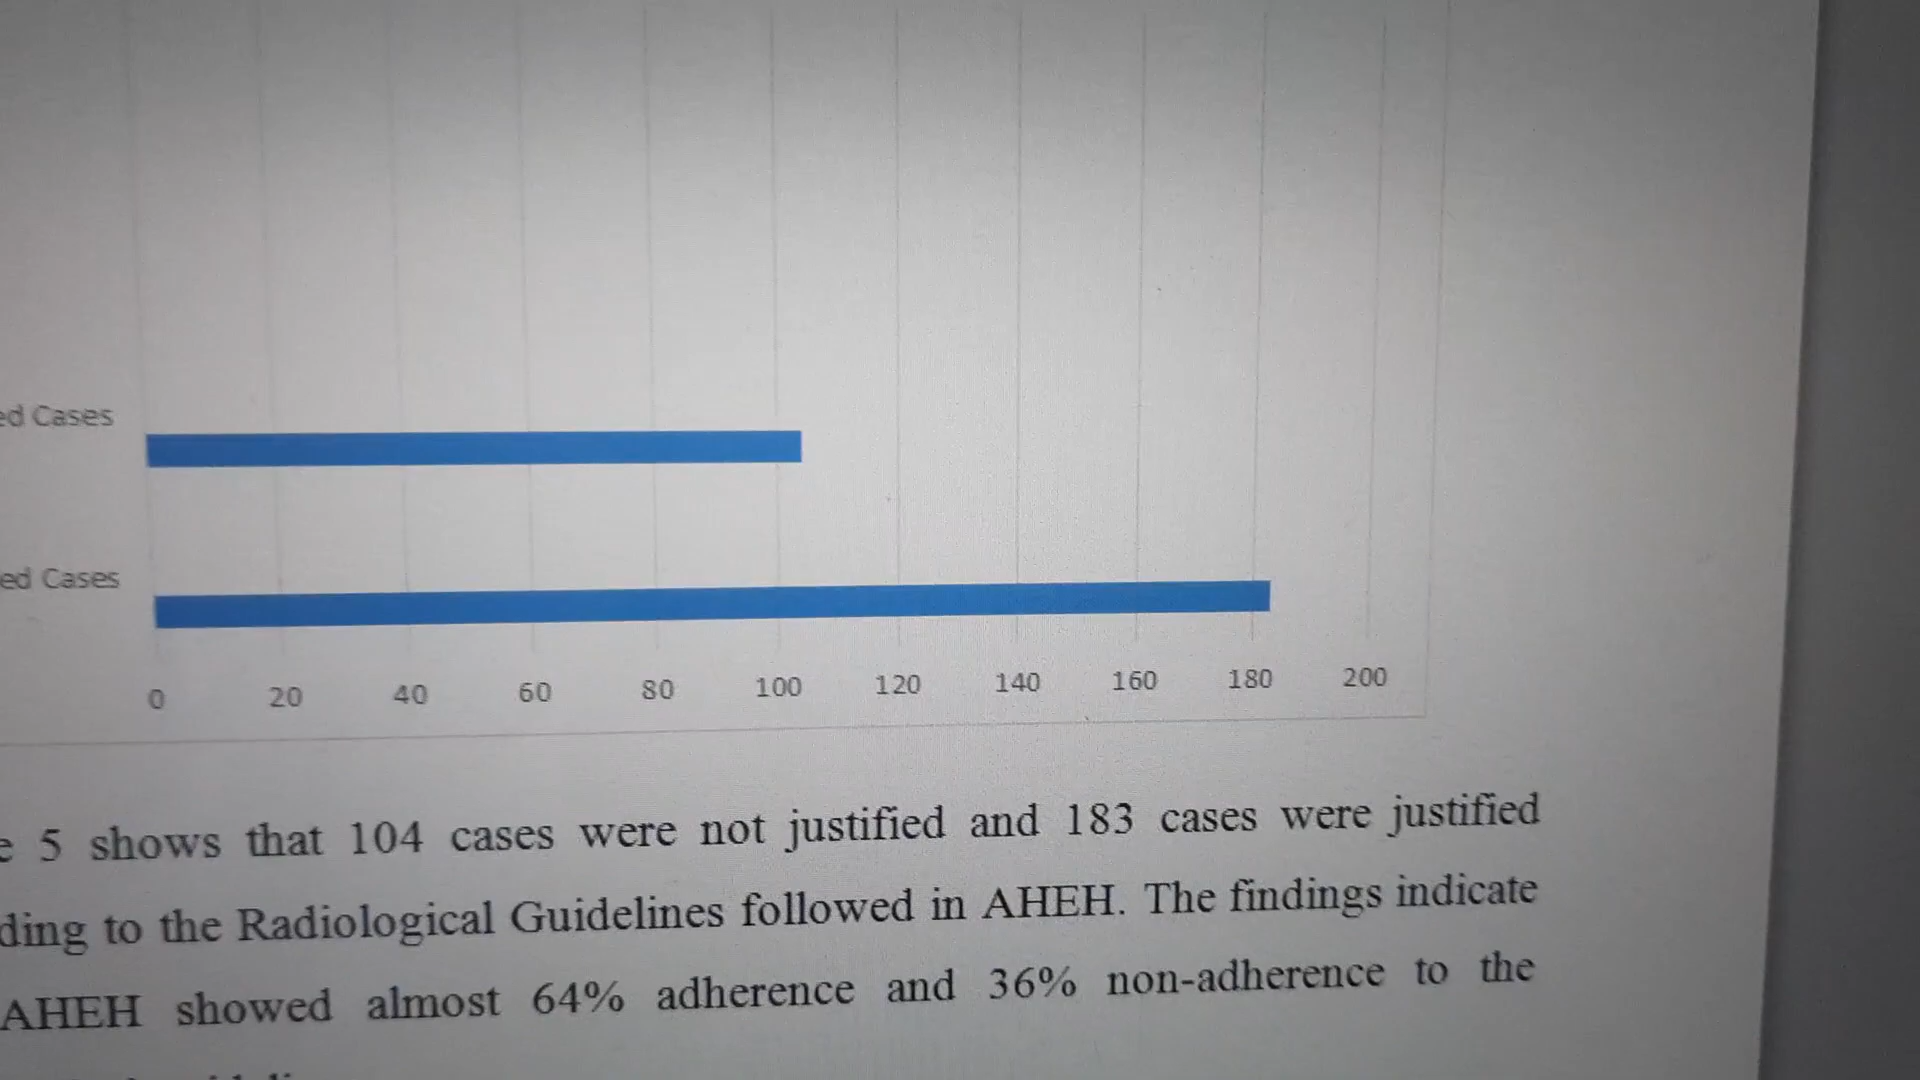 ed Cases
ed Cases
0 20 40 60 80 100 120 140 160 180 200
5 shows that 104 cases were not justified and 183 cases were justified
ding to the Radiological Guidelines followed in AHEH. The findings indicate
AHEH showed almost 64% adherence and 36% non-adherence to the